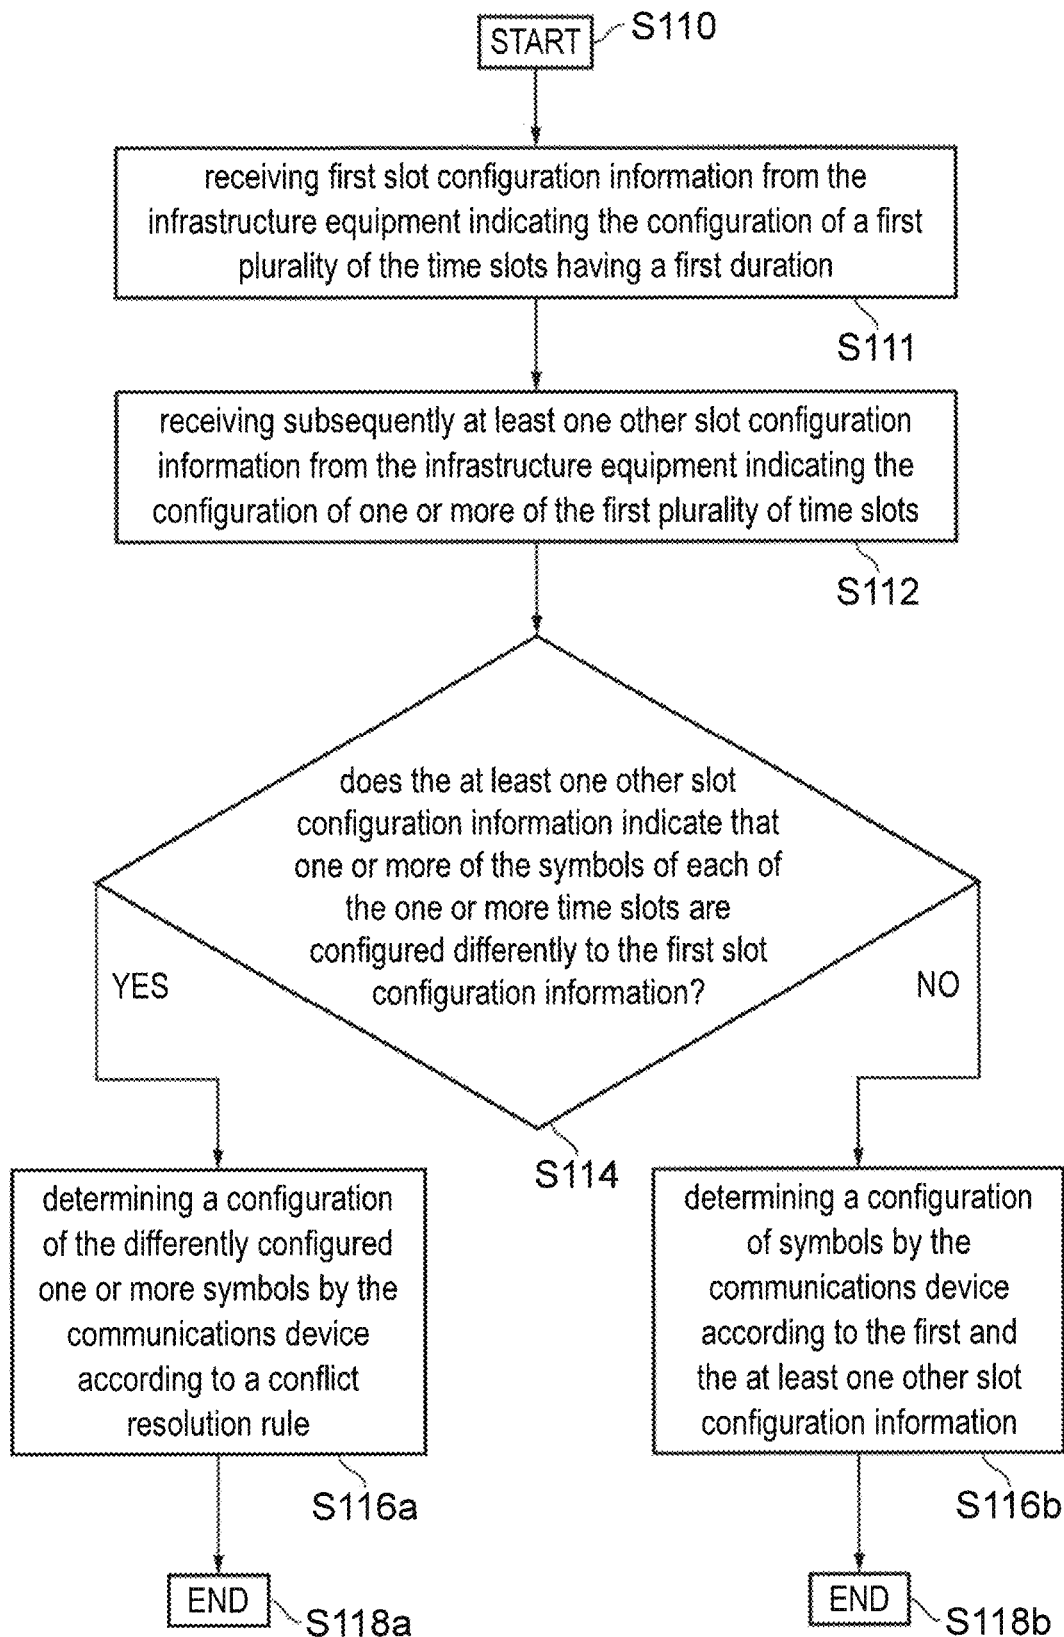 START
S110
receiving first slot configuration information from the
infrastructure equipment indicating the configuration of a first
plurality of the time slots having a first duration
S111
receiving subsequently at least one other slot configuration
information from the infrastructure equipment indicating the
configuration of one or more of the first plurality of time slots
S112
does the at least one other slot
configuration information indicate that
one or more of the symbols of each of
the one or more time slots are
configured differently to the first slot
configuration information?
YES
NO
S114
determining a configuration
of the differently configured
one or more symbols by the
communications device
according to a conflict
resolution rule
S116a
determining a configuration
of symbols by the
communications device
according to the first and
the at least one other slot
configuration information
S116b
END
S118a
END
S118b